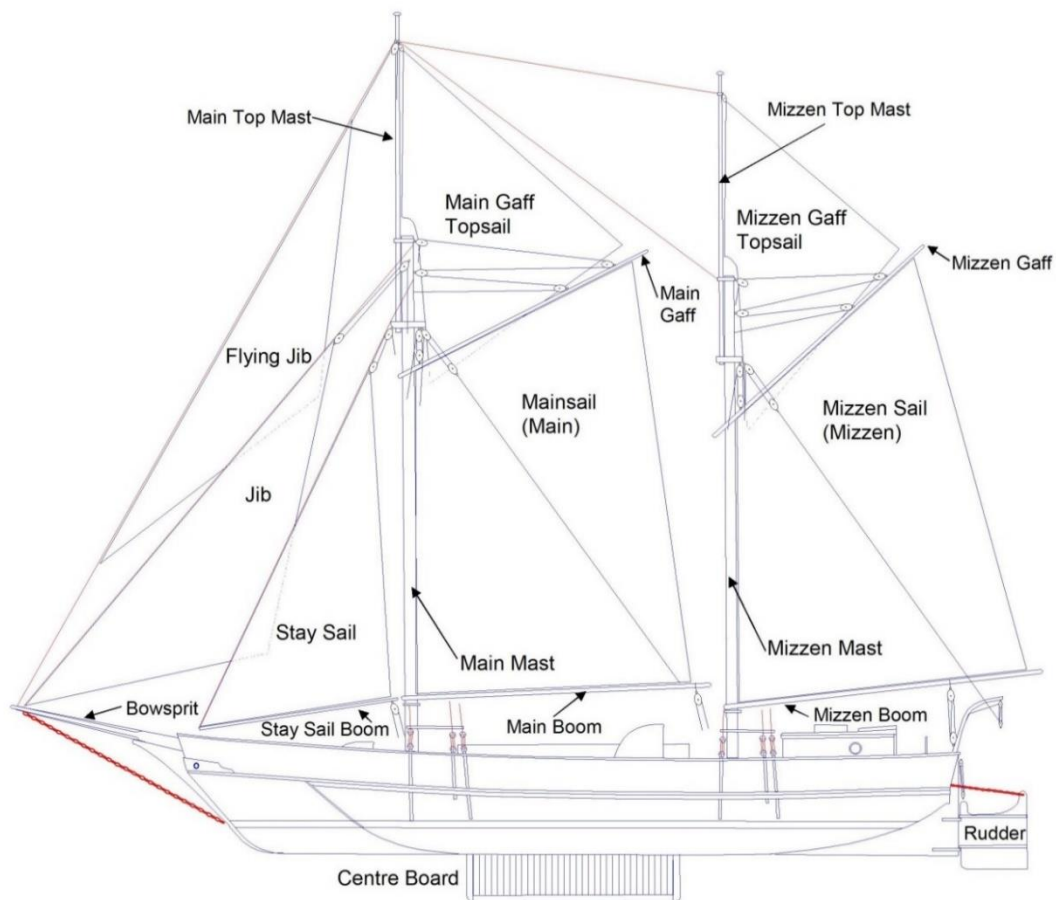 Main Top Mast
Mizzen Top Mast
Main Gaff
Topsail
Mizzen Gaff
Topsail
Mizzen Gaff
Main
Gaff
Flying Jib
Mainsail
(Main)
Mizzen Sail
(Mizzen)
Jib
Stay Sail
Main Mast
Mizzen Mast
Bowsprit
Stay Sail Boom
Main Boom
Mizzen Boom
Rudder
Centre Board